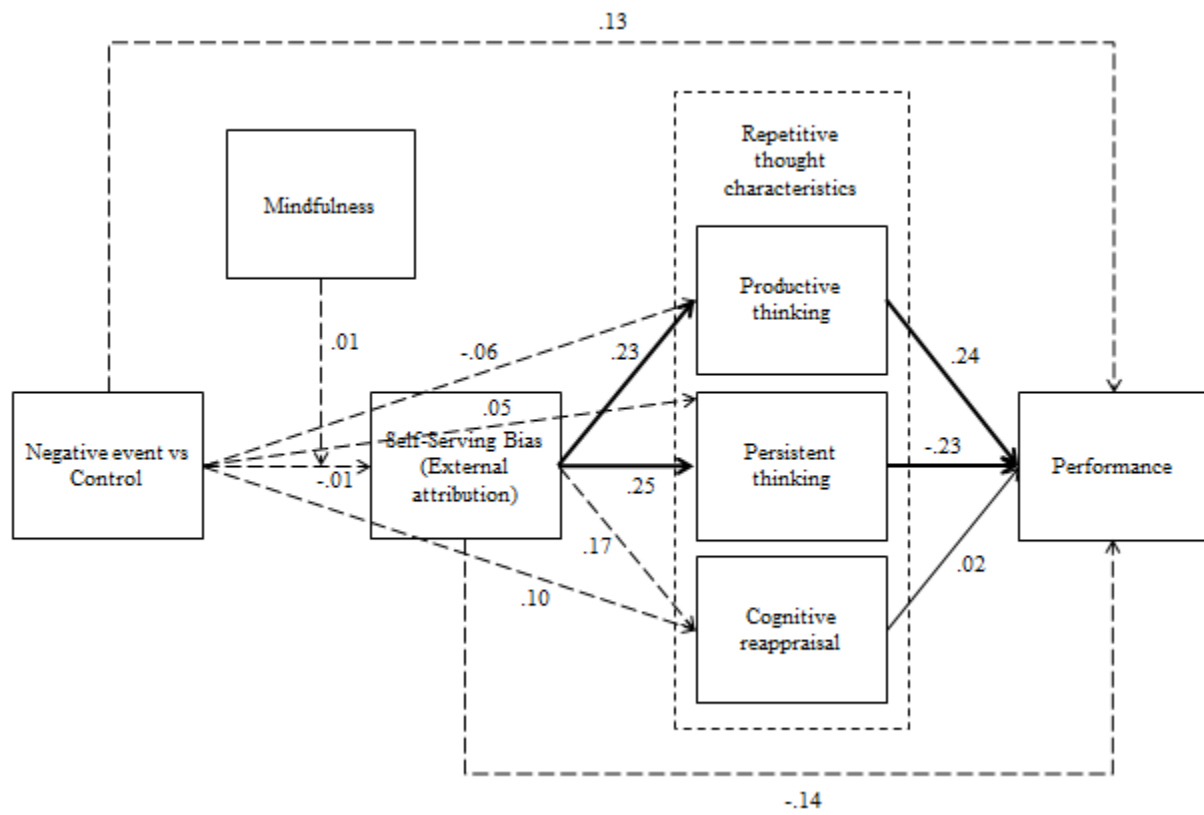 .13
Repetitive
thought
characteristics
Mindfulness
Productive
thinking
.01
-.06
.23
.24
.05
Negative event vs
Control
-.01
Self-Serving Bias
(External
attribution)
.25
Persistent
thinking
-.23
Performance
.17
.02
.10
Cognitive
reappraisal
-.14